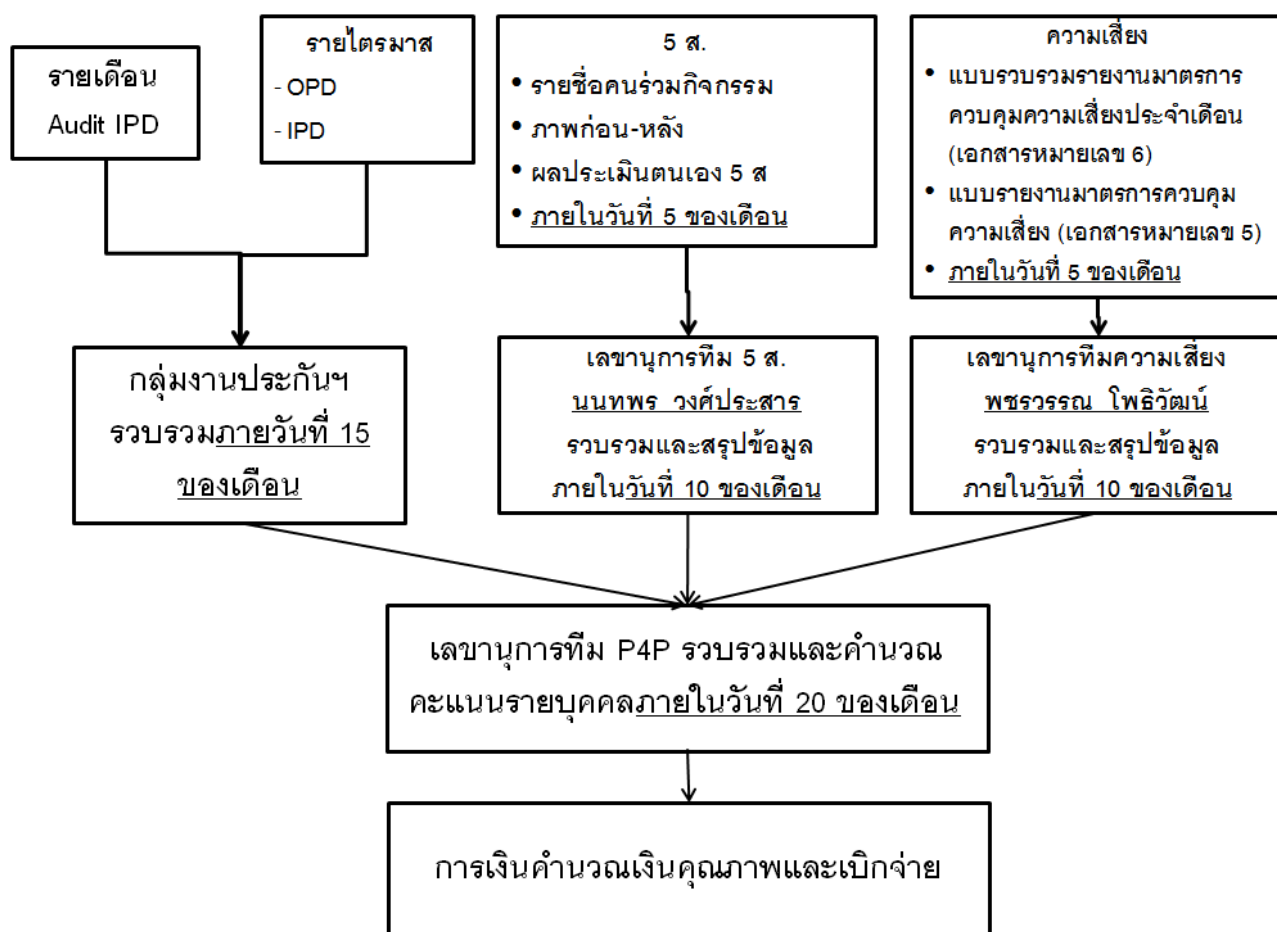 รายเดือน
Audit IPD
รายไตรมาส
- OPD
- IPD
5 ส.
• รายชื่อคนร่วมกิจกรรม
• ภาพก่อน-หลัง
• ผลประเมินตนเอง 5 ส
• ภายในวันที่ 5 ของเดือน
ความเสี่ยง
• แบบรวบรวมรายงานมาตรการ
ควบคุมความเสี่ยงประจำเดือน
(เอกสารหมายเลข 6)
• แบบรายงานมาตรการควบคุม
ความเสี่ยง (เอกสารหมายเลข 5)
• ภายในวันที่ 5 ของเดือน
กลุ่มงานประกันฯ
รวบรวมภายวันที่ 15
ของเดือน
เลขานุการทีม 5 ส.
นนทพร วงศ์ประสาร
รวบรวมและสรุปข้อมูล
ภายในวันที่ 10 ของเดือน
เลขานุการทีมความเสี่ยง
พชรวรรณ โพธิวัฒน์
รวบรวมและสรุปข้อมูล
ภายในวันที่ 10 ของเดือน
เลขานุการทีม P4P รวบรวมและคำนวณ
คะแนนรายบุคคลภายในวันที่ 20 ของเดือน
การเงินคำนวณเงินคุณภาพและเบิกจ่าย